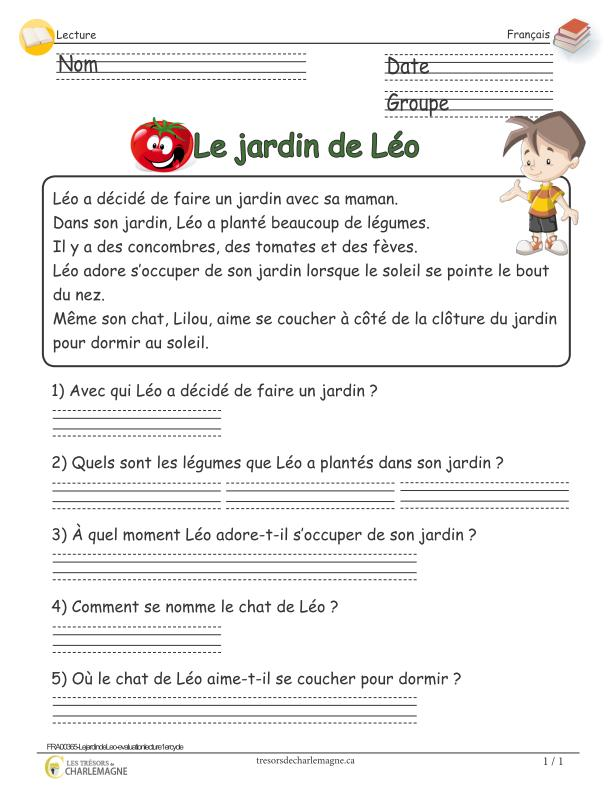 Lecture
Français
Nom
Date
Groupe
Le jardin de Léo
Léo a décidé de faire un jardin avec sa maman.
Dans son jardin, Léo a planté beaucoup de légumes.
Il y a des concombres, des tomates et des fèves.
Léo adore s'occuper de son jardin lorsque le soleil se pointe le bout
du nez.
Même son chat, Lilou, aime se coucher à côté de la clôture du jardin
pour dormir au soleil.
1) Avec qui Léo a décidé de faire un jardin ?
2) Quels sont les légumes que Léo a plantés dans son jardin ?
3) À quel moment Léo adore-t-il s'occuper de son jardin ?
4) Comment se nomme le chat de Léo ?
5) Où le chat de Léo aime-t-il se coucher pour dormir ?
FRA00365-LejardindeLeo-evaluationlecture1ercycle
LES TRÉSORS DE
CHARLEMAGNE
tresorsdecharlemagne.ca
1 / 1